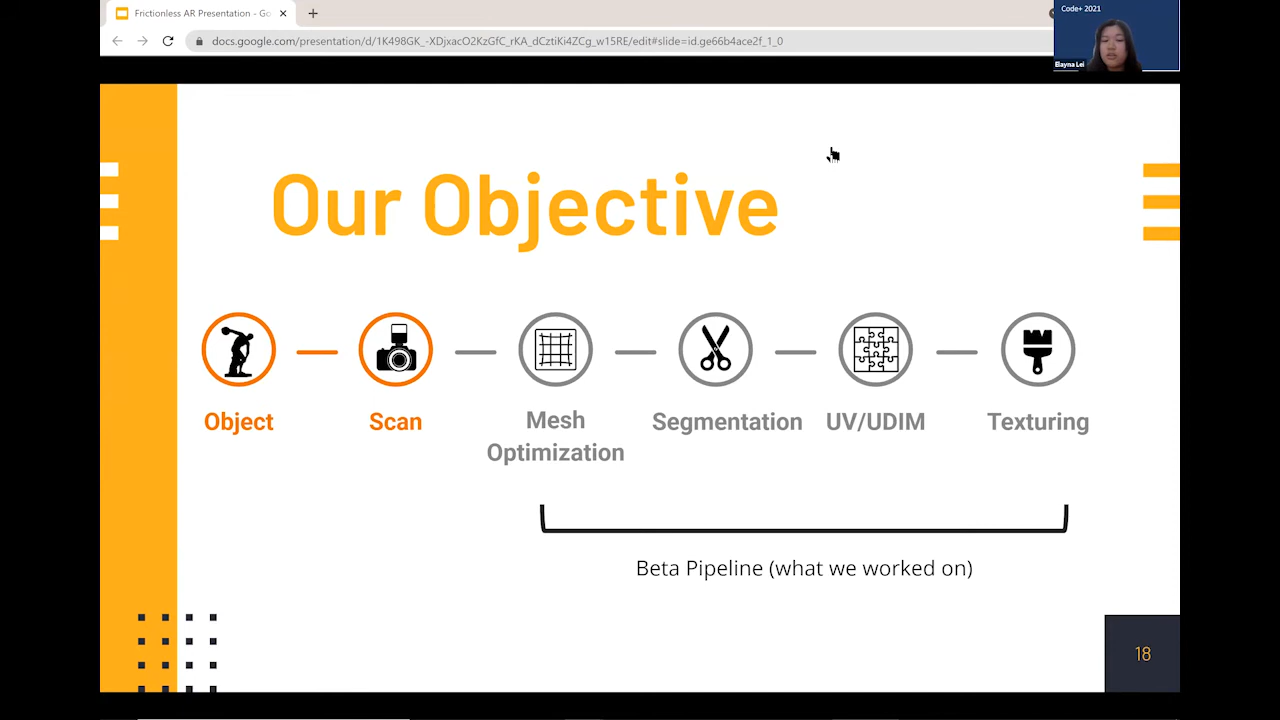 Frictionless AR Presentation - Go
docs.google.com/presentation/d/1K498GK_-XDjxacO2KzGfC_rKA_dCztiKi4ZCg_w15RE/edit#slide=id.ge66b4ace2f_1_0
Code+ 2021
Elayna Lei
Our Objective
Object
Scan
Mesh
Optimization
Segmentation
UV/UDIM
Texturing
Beta Pipeline (what we worked on)
18